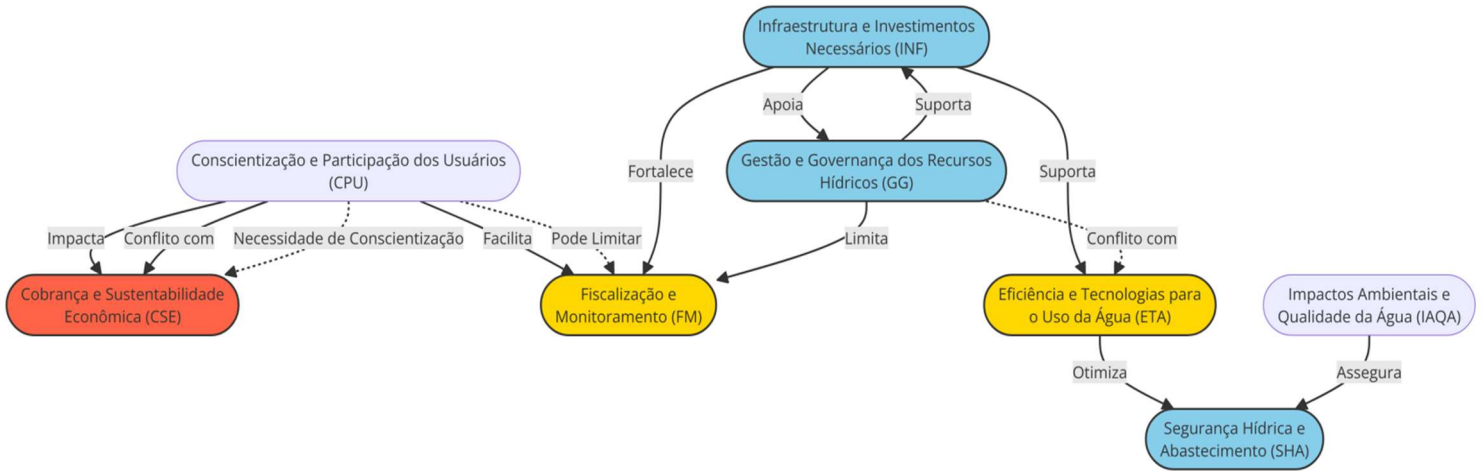 Infraestrutura e Investimentos
Necessários (INF)
Apoia
Suporta
Conscientização e Participação dos Usuários
(CPU)
Fortalece
Gestão e Governança dos Recursos
Hídricos (GG)
Suporta
Impacta
Conflito com
Necessidade de Conscientização
Facilita
Pode Limitar
Limita
Conflito com
Cobrança e Sustentabilidade
Econômica (CSE)
Fiscalização e
Monitoramento (FM)
Eficiência e Tecnologias para
o Uso da Água (ETA)
Impactos Ambientais e
Qualidade da Água (IAQA)
Otimiza
Assegura
Segurança Hídrica e
Abastecimento (SHA)